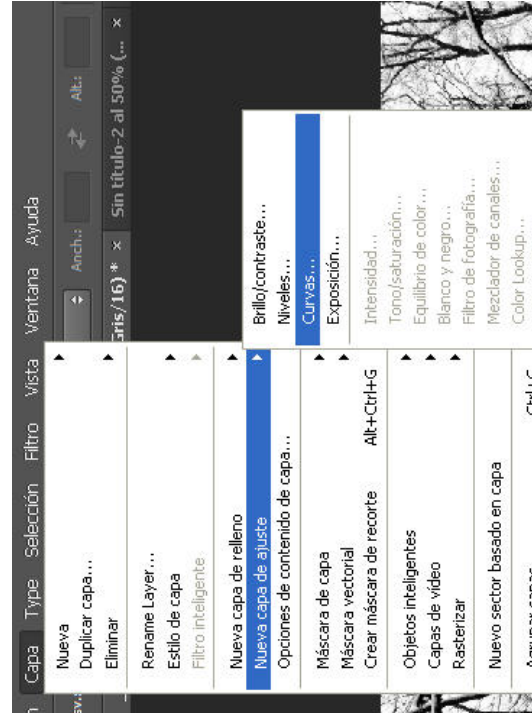 Capa Type Selección Filtro Vista Ventana Ayuda
Anch.: Alt.:
Gris/16) * × Sin título-2 al 50% (... ×
Nueva
Duplicar capa...
Eliminar
Rename Layer...
Estilo de capa
Filtro inteligente
Nueva capa de relleno
Nueva capa de ajuste
Opciones de contenido de capa...
Máscara de capa
Máscara vectorial
Crear máscara de recorte Alt+Ctrl+G
Objetos inteligentes
Capas de vídeo
Rasterizar
Nuevo sector basado en capa
Brillo/contraste...
Niveles...
Curvas...
Exposición...
Intensidad...
Tono/saturación...
Equilibrio de color...
Blanco y negro...
Filtro de fotografía...
Mezclador de canales...
Color Lookup...